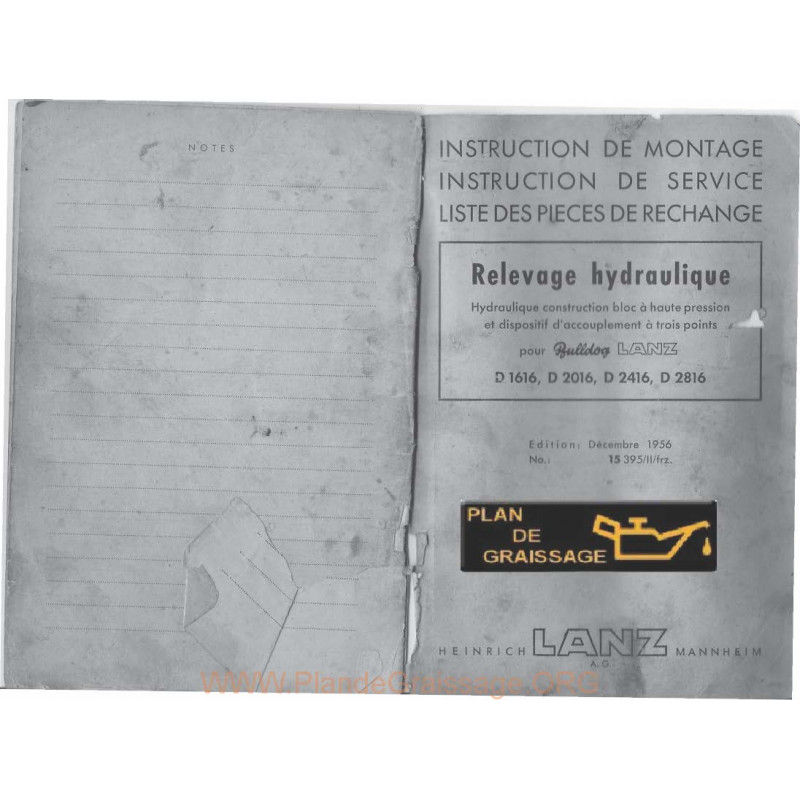 NOTES
INSTRUCTION DE MONTAGE
INSTRUCTION DE SERVICE
LISTE DES PIECES DE RECHANGE
Relevage hydraulique
Hydraulique construction bloc à haute pression
et dispositif d'accouplement à trois points
pour Bulldog LANZ
D 1616, D 2016, D 2416, D 2816
Edition: Décembre 1956
No.: 15 395/II/frz.
PLAN
DE
GRAISSAGE
HEINRICH LANZ MANNHEIM
A.G.
WWW.PlandeGraissage.ORG